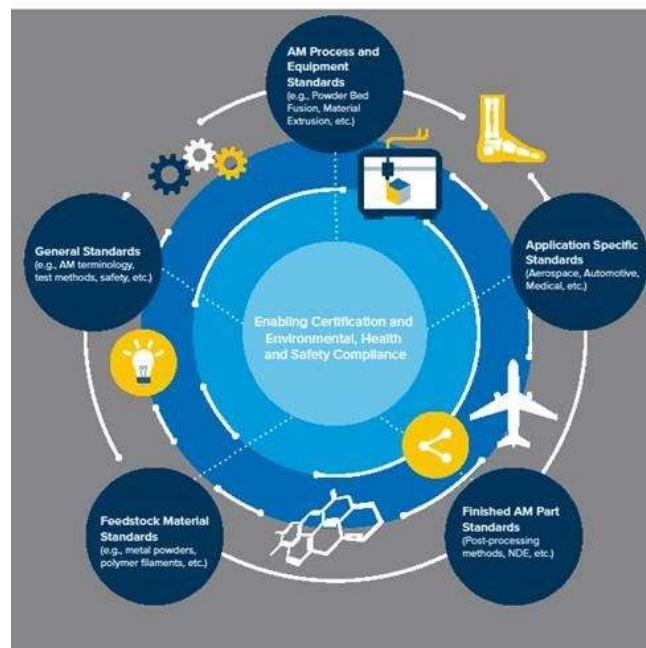 AM Process and
Equipment
Standards
(e.g., Powder Bed
Fusion, Material
Extrusion, etc.)
General Standards
(e.g., AM terminology,
test methods, safety, etc.)
Application Specific
Standards
(Aerospace, Automotive,
Medical, etc.)
Enabling Certification and
Environmental, Health
and Safety Compliance
Feedstock Material
Standards
(e.g., metal powders,
polymer filaments, etc.)
Finished AM Part
Standards
(Post-processing
methods, NDE, etc.)